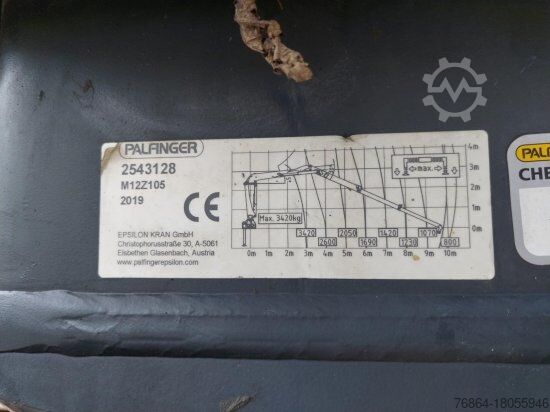 PALFINGER
2543128
M12Z105
2019
CE
EPSILON KRAN GmbH
Christophorusstraße 30, A-5061
Elsbethen Glasenbach, Austria
www.palfingerepsilon.com
Max. 3420kg
max.
4m
3m
2m
1m
0m
3420 2050 1420 1070
2600 1690 1230 800
0m 1m 2m 3m 4m 5m 6m 7m 8m 9m 10m
PAL
CHE
76864-18055946